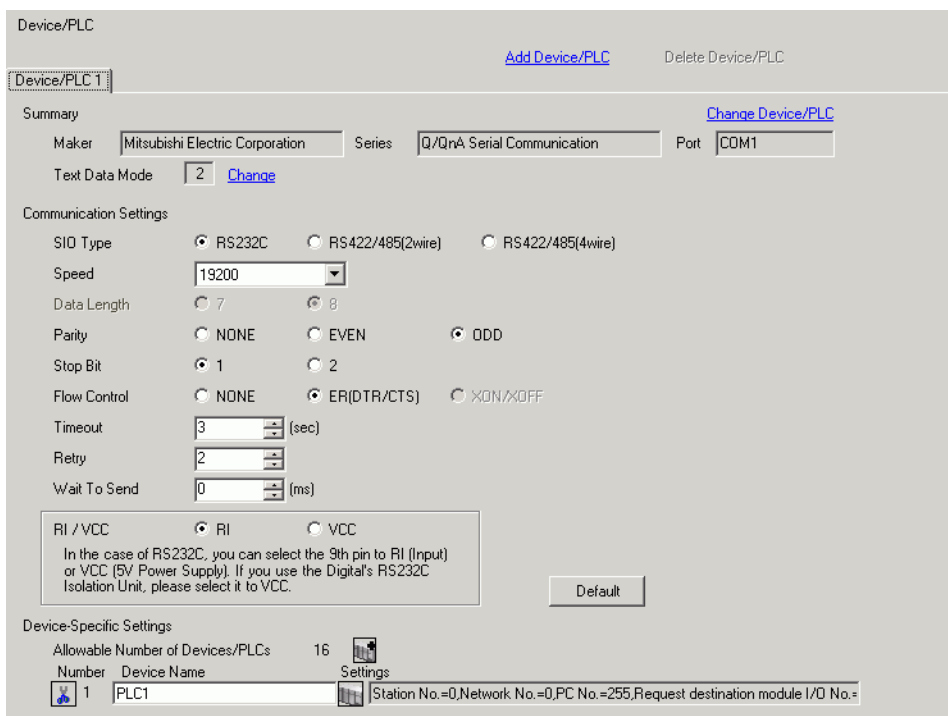 Device/PLC
Add Device/PLC Delete Device/PLC
Device/PLC 1
Summary Change Device/PLC
Maker Mitsubishi Electric Corporation Series Q/QnA Serial Communication Port COM1
Text Data Mode 2 Change
Communication Settings
SIO Type RS232C RS422/485(2wire) RS422/485(4wire)
Speed 19200
Data Length 7 8
Parity NONE EVEN ODD
Stop Bit 1 2
Flow Control NONE ER(DTR/CTS) XON/XOFF
Timeout 3 (sec)
Retry 2
Wait To Send 0 (ms)
RI / VCC RI VCC
In the case of RS232C, you can select the 9th pin to RI (Input)
or VCC (5V Power Supply). If you use the Digital's RS232C
Isolation Unit, please select it to VCC.
Default
Device-Specific Settings
Allowable Number of Devices/PLCs 16
Number Device Name Settings
1 PLC1 Station No.=0,Network No.=0,PC No.=255,Request destination module I/O No.=